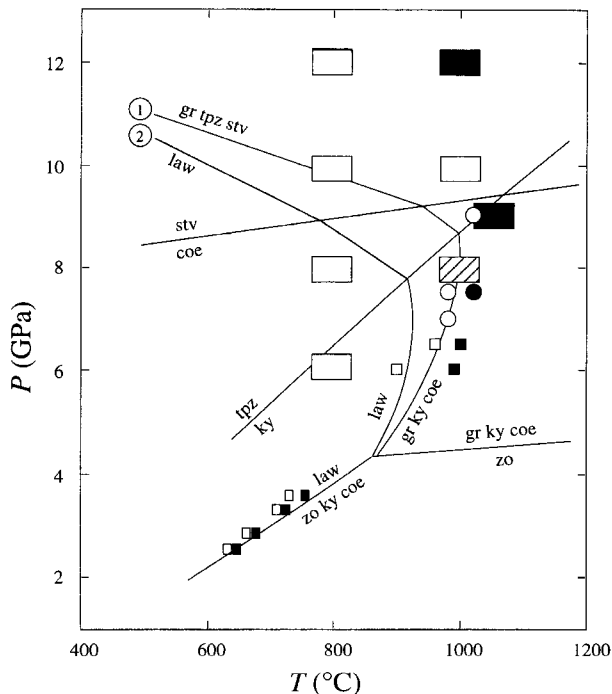 12
10
8
6
4
2
P (GPa)
1
2
gr tpz stv
law
stv
coe
tpz
ky
law
gr ky coe
gr ky coe
zo
law
zo ky coe
400
600
800
1000
1200
T (°C)